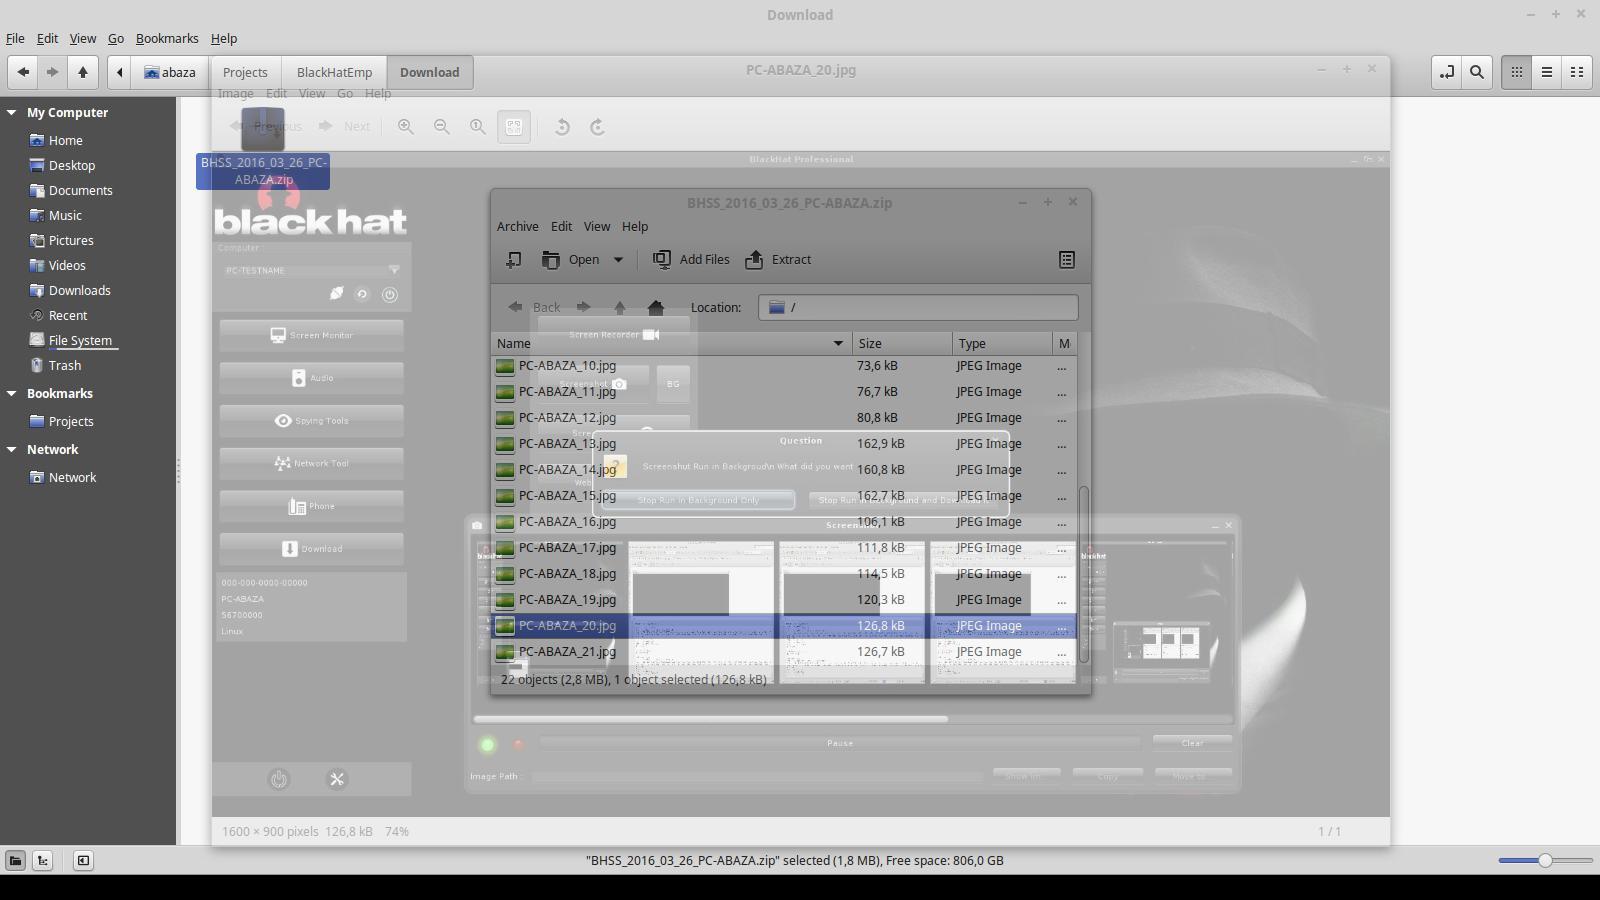 Download
File Edit View Go Bookmarks Help
abaza Projects BlackHatEmp Download
PC-ABAZA_20.jpg
Image Edit View Go Help
Previous Next
My Computer
Home
Desktop
Documents
Music
Pictures
Videos
Downloads
Recent
File System
Trash
Bookmarks
Projects
Network
Network
BHSS_2016_03_26_PC-
ABAZA.zip
BlackHat Professional
black hat
Computer :
PC-TESTNAME
Screen Monitor
Audio
Spying Tools
Network Tool
Phone
Download
000-000-0000-00000
PC-ABAZA
56700000
Linux
BHSS_2016_03_26_PC-ABAZA.zip
Archive Edit View Help
Open Add Files Extract
Back Location: /
Screen Recorder
Screenshot BG
Name Size Type M
PC-ABAZA_10.jpg 73,6 kB JPEG Image ...
PC-ABAZA_11.jpg 76,7 kB JPEG Image ...
PC-ABAZA_12.jpg 80,8 kB JPEG Image ...
PC-ABAZA_13.jpg 162,9 kB JPEG Image ...
PC-ABAZA_14.jpg 160,8 kB JPEG Image ...
PC-ABAZA_15.jpg 162,7 kB JPEG Image ...
PC-ABAZA_16.jpg 106,1 kB JPEG Image ...
PC-ABAZA_17.jpg 111,8 kB JPEG Image ...
PC-ABAZA_18.jpg 114,5 kB JPEG Image ...
PC-ABAZA_19.jpg 120,3 kB JPEG Image ...
PC-ABAZA_20.jpg 126,8 kB JPEG Image ...
PC-ABAZA_21.jpg 126,7 kB JPEG Image ...
22 objects (2,8 MB), 1 object selected (126,8 kB)
Question
Screenshut Run in Backgroud\n What did you want
Stop Run in Background Only
Stop Run in Background and
Pause
Clear
Image Path :
Copy
Move to
1600 × 900 pixels 126,8 kB 74%
1 / 1
"BHSS_2016_03_26_PC-ABAZA.zip" selected (1,8 MB), Free space: 806,0 GB